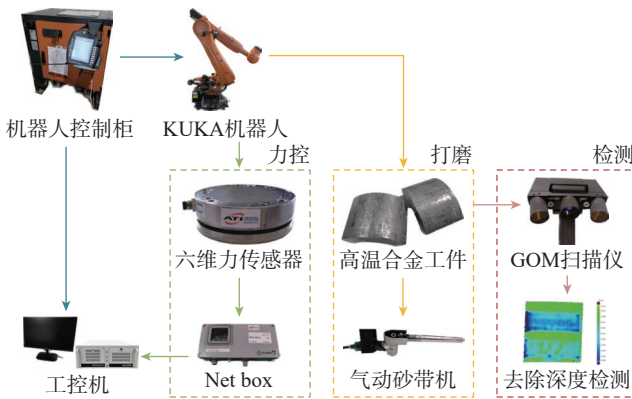 机器人控制柜
KUKA机器人
力控
打磨
检测
ATI
六维力传感器
高温合金工件
GOM扫描仪
工控机
Net box
气动砂带机
去除深度检测